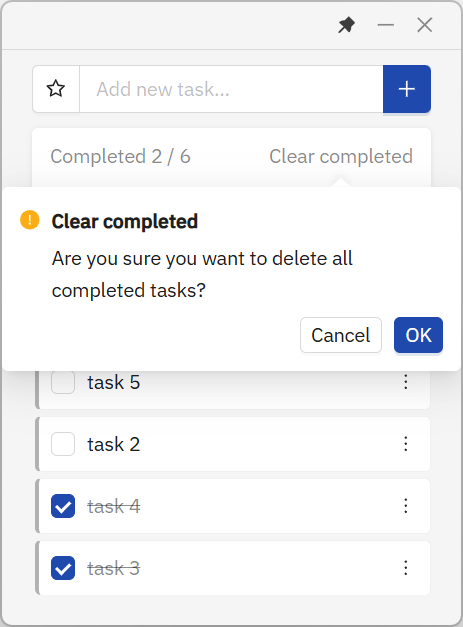 Add new task...
Completed 2 / 6 Clear completed
Clear completed
Are you sure you want to delete all
completed tasks?
Cancel OK
task 5
task 2
task 4
task 3